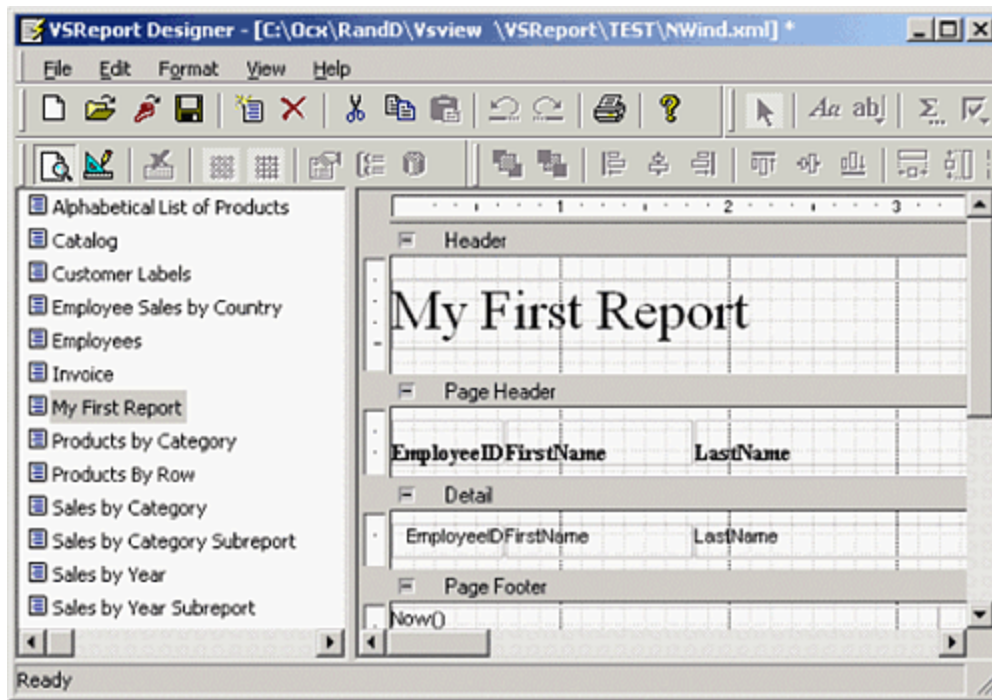 VSReport Designer - [C:\Ocx\RandD\Vsview \VSReport\TEST\NWind.xml] *
File Edit Format View Help
Aa ab|
Alphabetical List of Products
Catalog
Customer Labels
Employee Sales by Country
Employees
Invoice
My First Report
Products by Category
Products By Row
Sales by Category
Sales by Category Subreport
Sales by Year
Sales by Year Subreport
1 2 3
Header
My First Report
Page Header
EmployeeID FirstName LastName
Detail
EmployeeID FirstName LastName
Page Footer
Now()
Ready